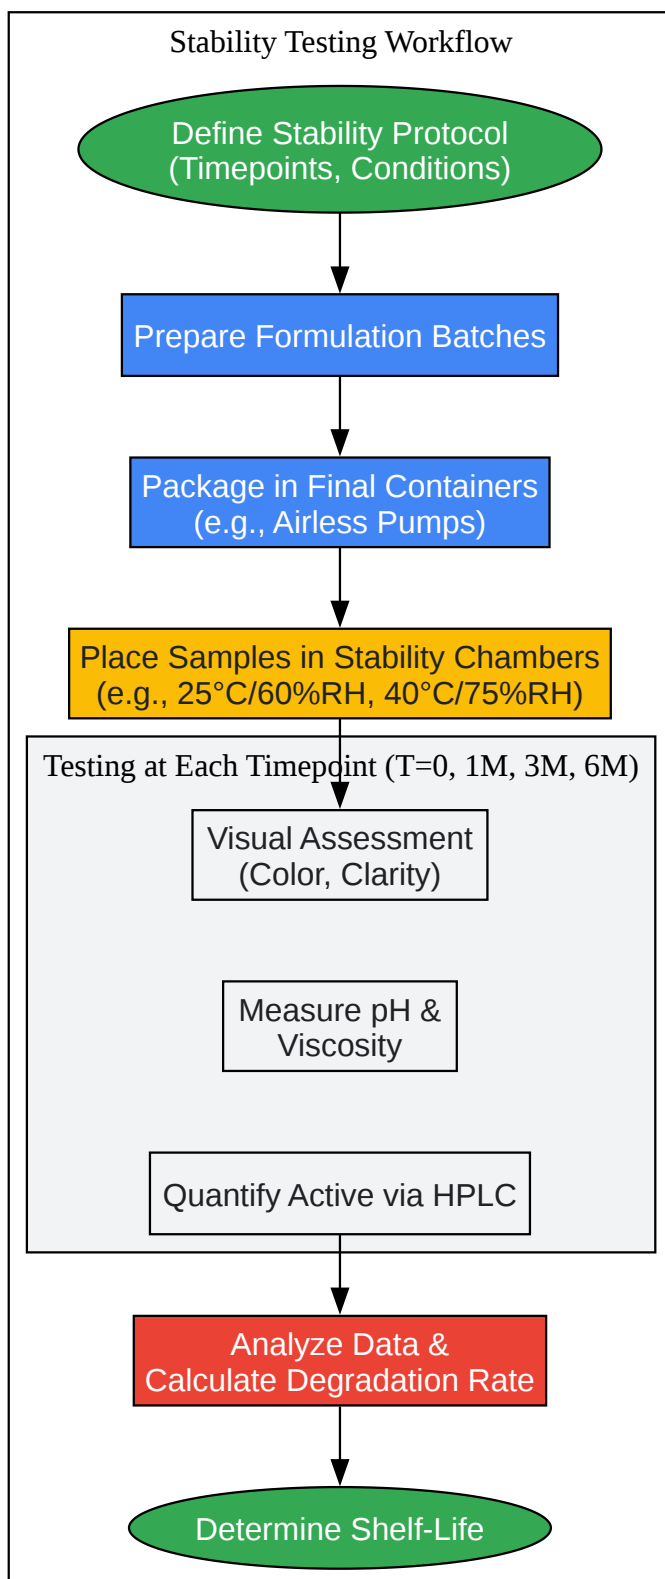 Stability Testing Workflow
Define Stability Protocol
(Timepoints, Conditions)
Prepare Formulation Batches
Package in Final Containers
(e.g., Airless Pumps)
Place Samples in Stability Chambers
(e.g., 25°C/60%RH, 40°C/75%RH)
Testing at Each Timepoint (T=0, 1M, 3M, 6M)
Visual Assessment
(Color, Clarity)
Measure pH &
Viscosity
Quantify Active via HPLC
Analyze Data &
Calculate Degradation Rate
Determine Shelf-Life